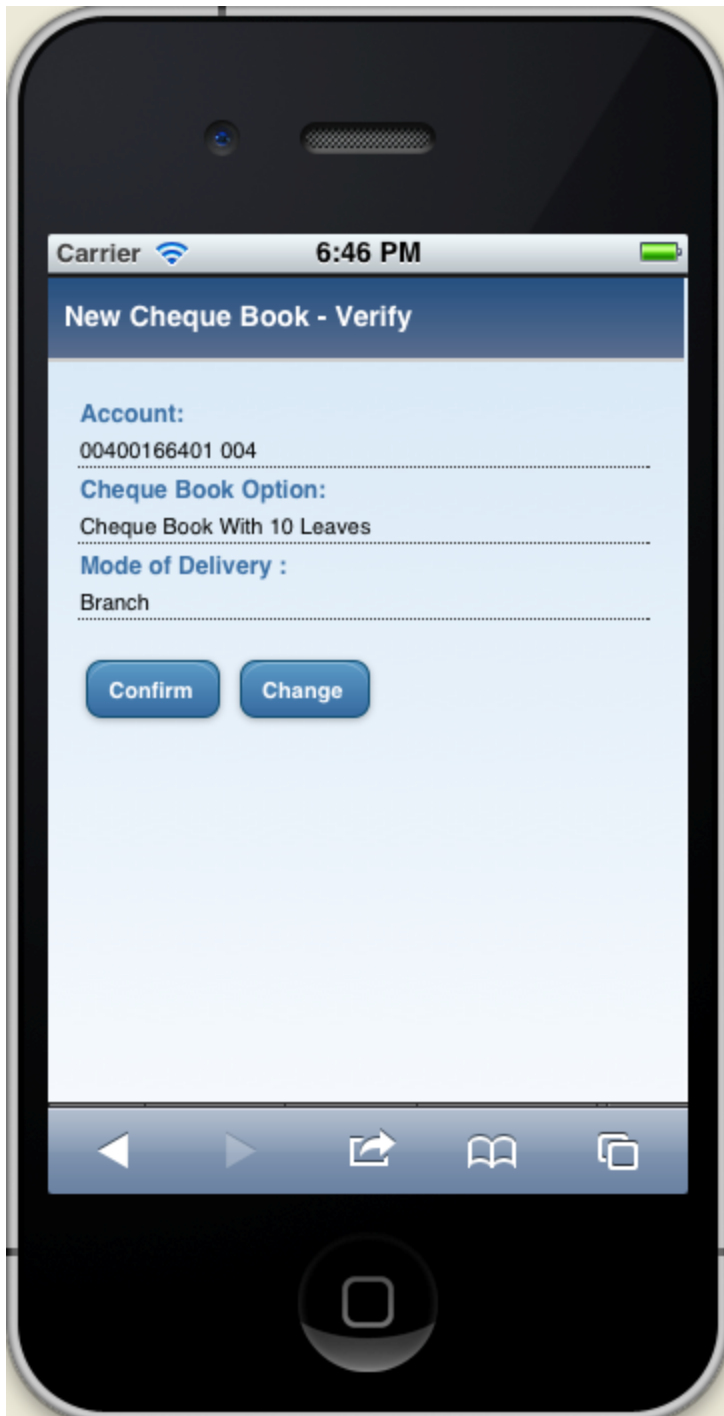 Carrier 6:46 PM
New Cheque Book - Verify
Account:
00400166401 004
Cheque Book Option:
Cheque Book With 10 Leaves
Mode of Delivery :
Branch
Confirm Change